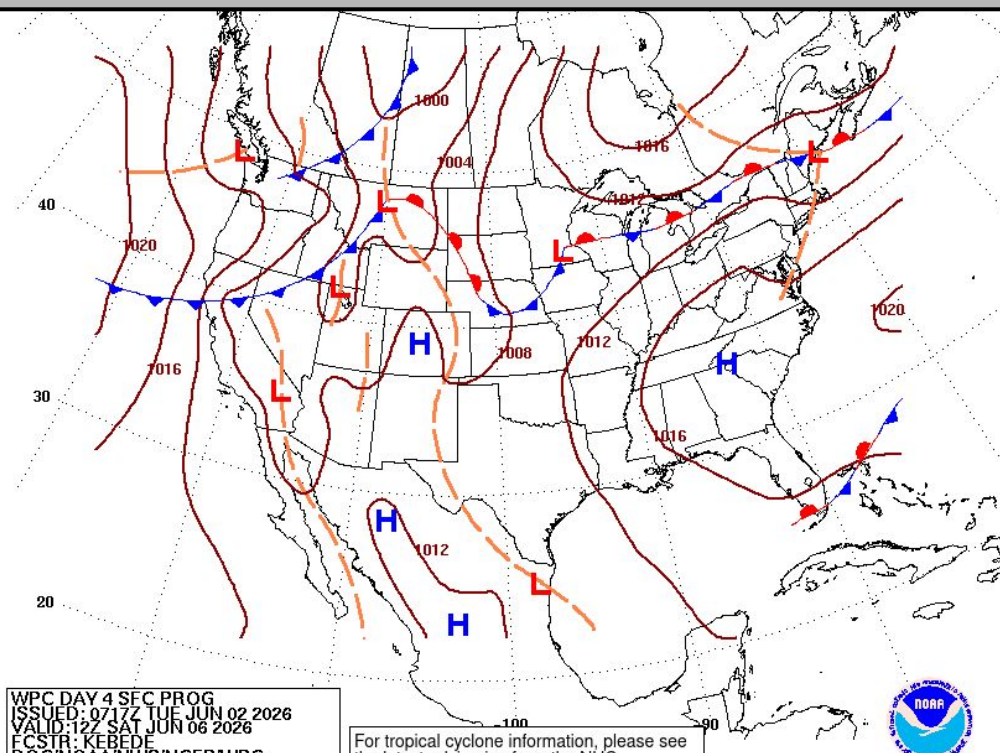 1000
1004
1016
1012
40
1020
1020
1016
1008
1012
30
1016
H
H
H
1012
H
L
L
L
L
L
L
L
20
-100
-90
WPC DAY 4 SEC PROG
ISSUED: 0717Z TUE JUN 02 2026
VALID:12Z SAT JUN 06 2026
FCSTR: KEBEDE
For tropical cyclone information, please see
NOAA